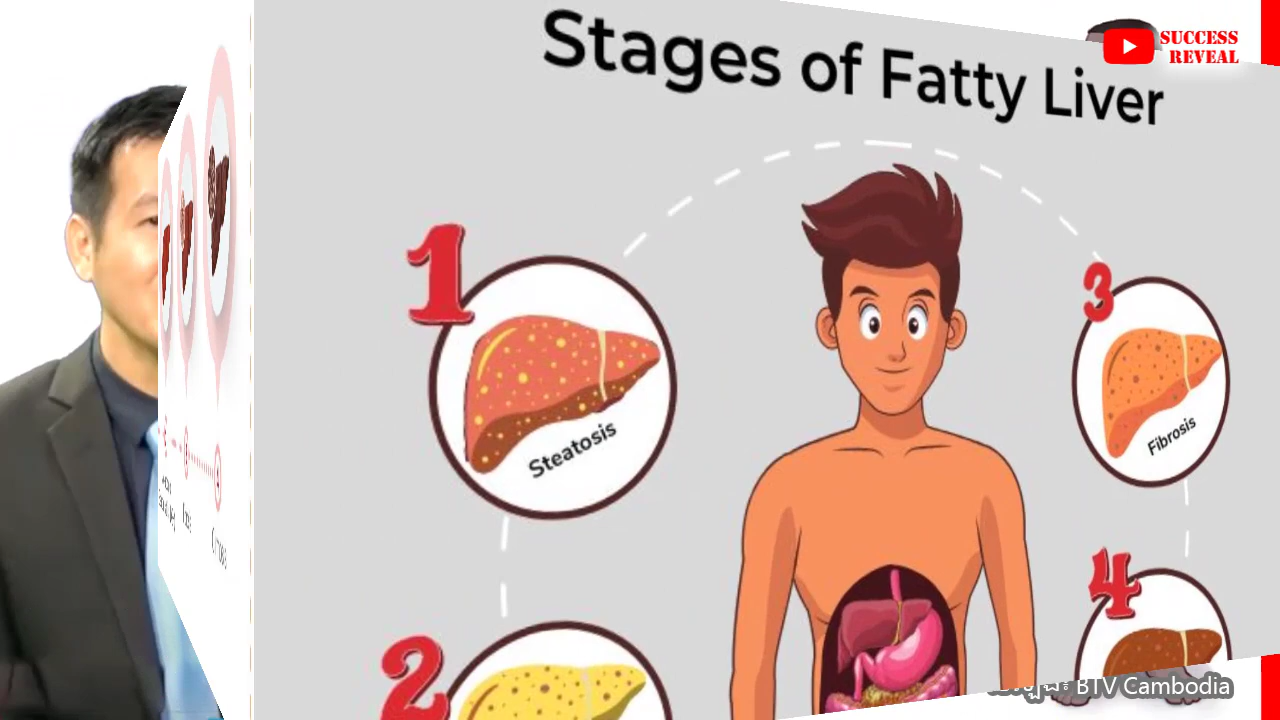 Stages of Fatty Liver
SUCCESS
REVEAL
1
Steatosis
3
Fibrosis
2
4
BTV Cambodia